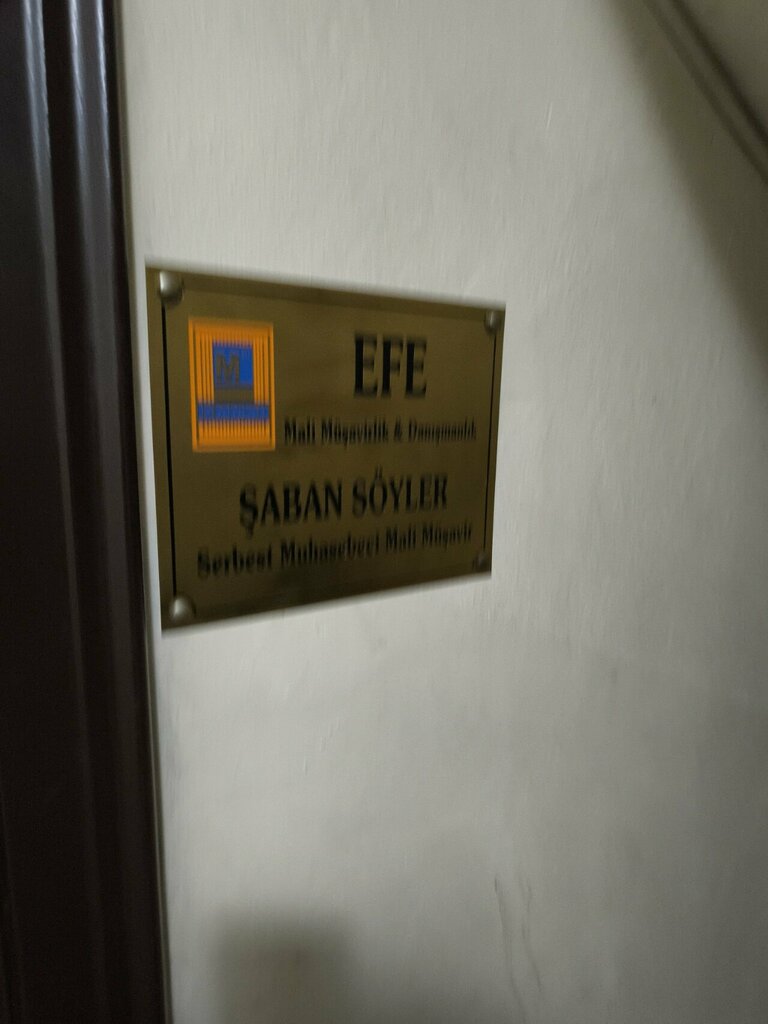 M
EFE
Mali Müşavirlik & Danışmanlık
ŞABAN SÖYLER
Serbest Muhasebeci Mali Müşavir